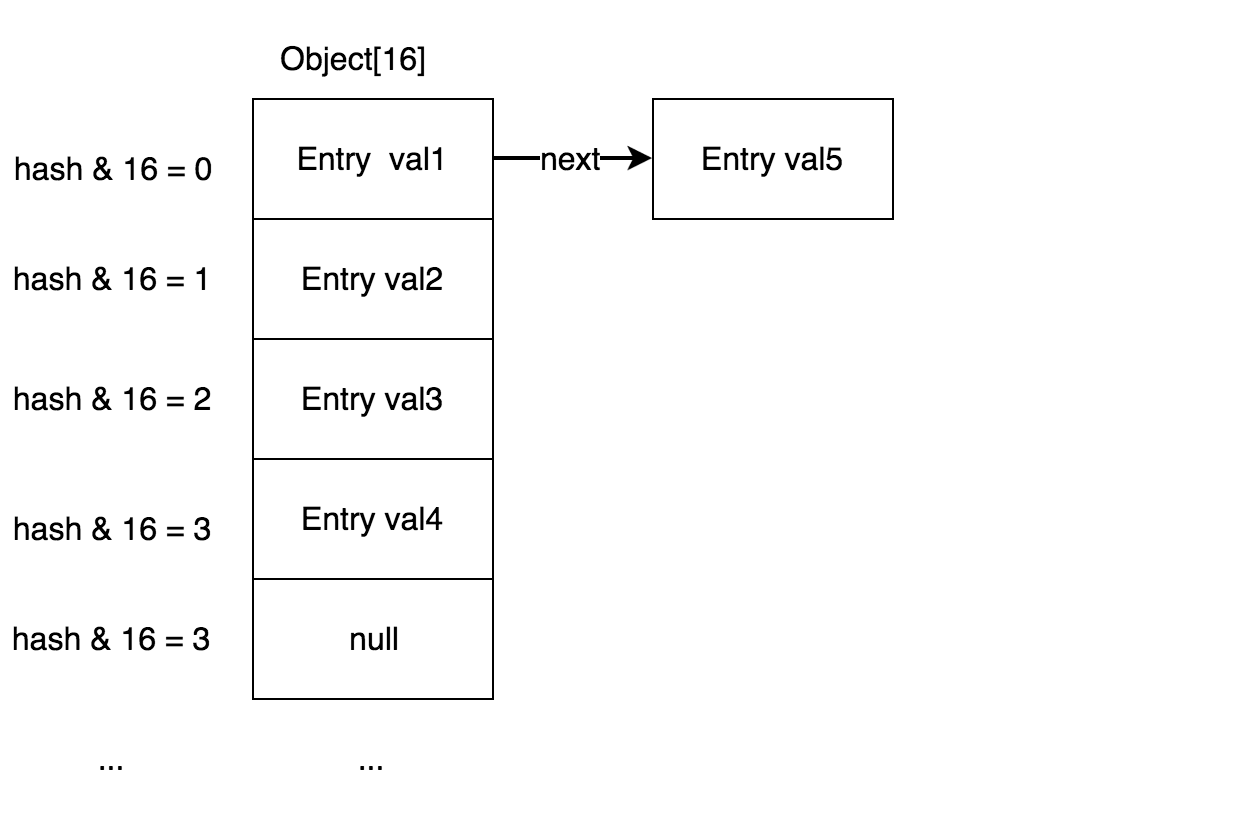 Object[16]
hash & 16 = 0
Entry  val1
next
Entry val5
hash & 16 = 1
Entry val2
hash & 16 = 2
Entry val3
hash & 16 = 3
Entry val4
hash & 16 = 3
null
...
...